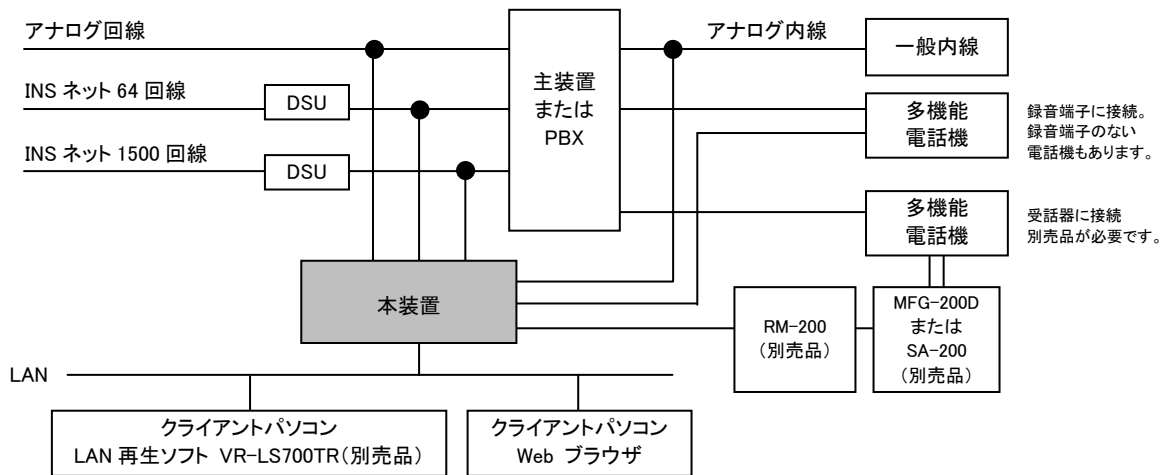 アナログ回線
INS ネット 64 回線
DSU
INS ネット 1500 回線
DSU
主装置
または
PBX
アナログ内線
一般内線
多機能
電話機
録音端子に接続。
録音端子のない
電話機もあります。
多機能
電話機
受話器に接続
別売品が必要です。
本装置
RM-200
（別売品）
MFG-200D
または
SA-200
（別売品）
LAN
クライアントパソコン
LAN 再生ソフト VR-LS700TR（別売品）
クライアントパソコン
Web ブラウザ